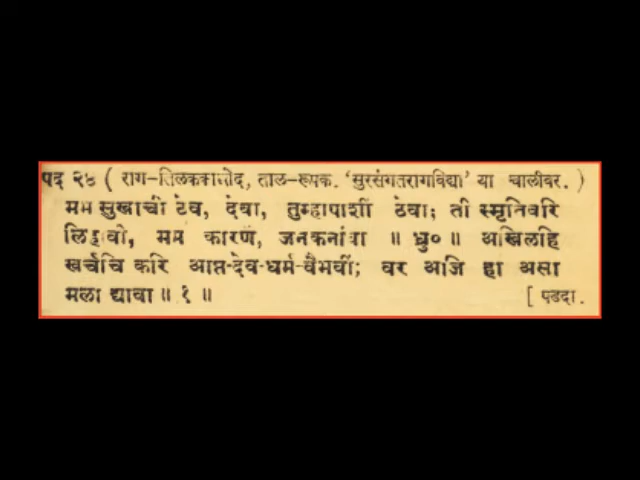 पद २४ ( राग-तिलककामोद, ताल-रूपक. 'सुरसंगतरागविद्या' या चालीवर. )
मम सुखाची ठेव, देवा, तुम्हांपाशीं ठेवा; ती स्मृतिवरि
लिहावी, मम कारण, जनकनांवा ॥ ध्रु० ॥ अखिलहि
खर्चचि करि आप्त-देव-धर्म-वैभवीं; वर अजि हा असा
मला द्यावा ॥ १ ॥ [ पडदा.